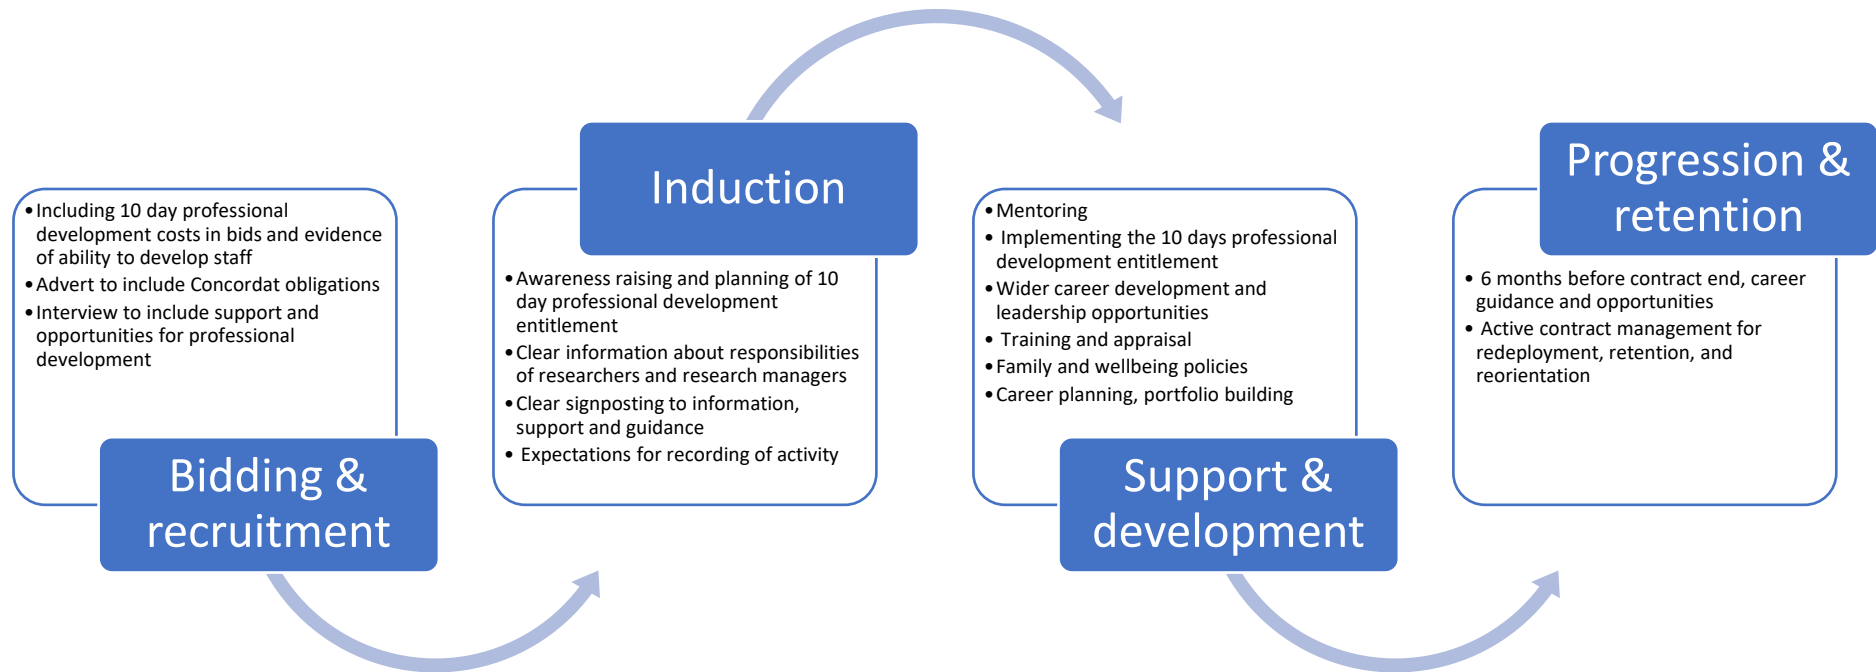 •Including 10 day professional
development costs in bids and evidence
of ability to develop staff
•Advert to include Concordat obligations
•Interview to include support and
opportunities for professional
development
Bidding &
recruitment
Induction
•Awareness raising and planning of 10
day professional development
entitlement
•Clear information about responsibilities
of researchers and research managers
•Clear signposting to information,
support and guidance
• Expectations for recording of activity
•Mentoring
• Implementing the 10 days professional
development entitlement
•Wider career development and
leadership opportunities
• Training and appraisal
•Family and wellbeing policies
•Career planning, portfolio building
Support &
development
Progression &
retention
• 6 months before contract end, career
guidance and opportunities
• Active contract management for
redeployment, retention, and
reorientation